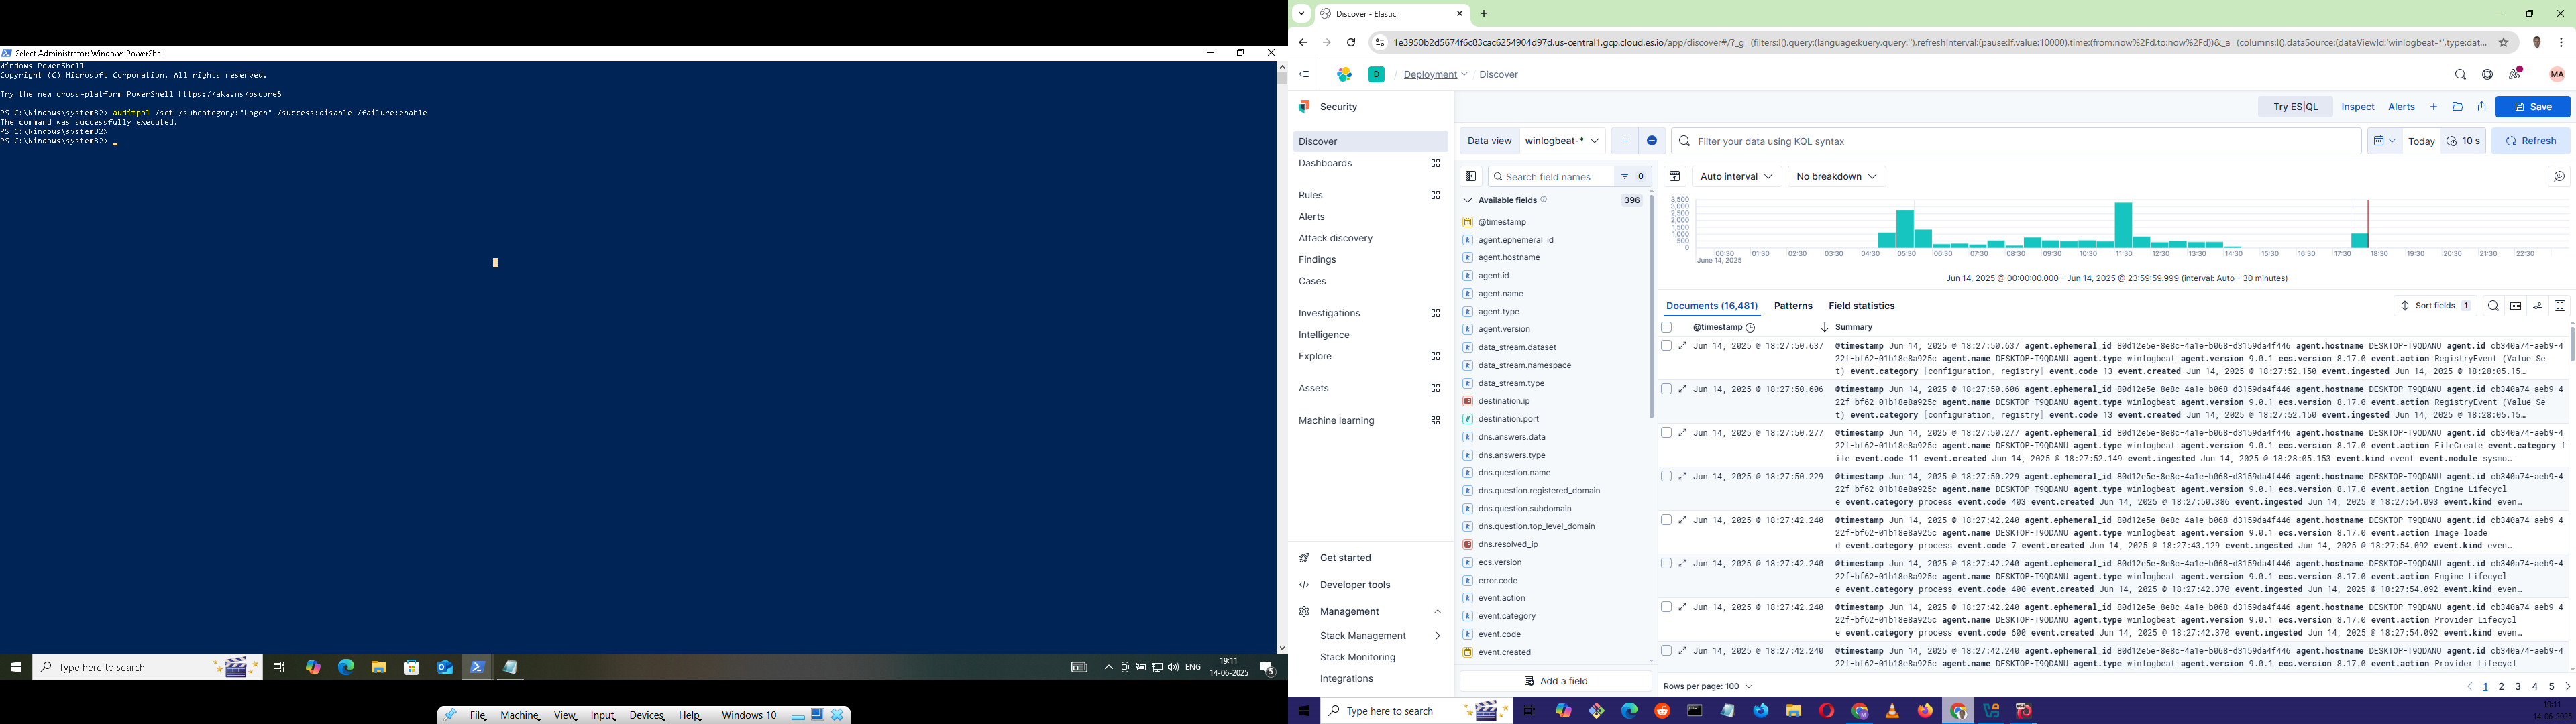 Select Administrator: Windows PowerShell
Windows PowerShell
Copyright (C) Microsoft Corporation. All rights reserved.
Try the new cross-platform PowerShell https://aka.ms/pscore6
PS C:\Windows\system32> auditpol /set /subcategory:"Logon" /success:disable /failure:enable
The command was successfully executed.
PS C:\Windows\system32>
PS C:\Windows\system32>
Type here to search
ENG
19:11
14-06-2025
5
File Machine View Input Devices Help Windows 10
Discover - Elastic
1e3950b2d5674f6c83cac6254904d97d.us-central1.gcp.cloud.es.io/app/discover#/?_g=(filters:!(),query:(language:kuery,query:''),refreshInterval:(pause:!f,value:10000),time:(from:now%2Fd,to:now%2Fd))&_a=(columns:!(),dataSource:(dataViewId:'winlogbeat-*',type:dat...
D / Deployment / Discover
MA
Security
Try ES|QL Inspect Alerts Save
Discover
Dashboards
Rules
Alerts
Attack discovery
Findings
Cases
Investigations
Intelligence
Explore
Assets
Machine learning
Get started
Developer tools
Management
Stack Management
Stack Monitoring
Integrations
Data view winlogbeat-* Filter your data using KQL syntax Today 10 s Refresh
Search field names 0
Available fields 396
@timestamp
agent.ephemeral_id
agent.hostname
agent.id
agent.name
agent.type
agent.version
data_stream.dataset
data_stream.namespace
data_stream.type
destination.ip
destination.port
dns.answers.data
dns.answers.type
dns.question.name
dns.question.registered_domain
dns.question.subdomain
dns.question.top_level_domain
dns.resolved_ip
ecs.version
error.code
event.action
event.category
event.code
event.created
Add a field
Auto interval No breakdown
3,500
3,000
2,500
2,000
1,500
1,000
500
0
00:30 01:30 02:30 03:30 04:30 05:30 06:30 07:30 08:30 09:30 10:30 11:30 12:30 13:30 14:30 15:30 16:30 17:30 18:30 19:30 20:30 21:30 22:30
June 14, 2025
Jun 14, 2025 @ 00:00:00.000 - Jun 14, 2025 @ 23:59:59.999 (interval: Auto - 30 minutes)
Documents (16,481) Patterns Field statistics Sort fields 1
@timestamp Summary
Jun 14, 2025 @ 18:27:50.637 @timestamp Jun 14, 2025 @ 18:27:50.637 agent.ephemeral_id 80d12e5e-8e8c-4a1e-b068-d3159da4f446 agent.hostname DESKTOP-T9QDANU agent.id cb340a74-aeb9-4
22f-bf62-01b18e8a925c agent.name DESKTOP-T9QDANU agent.type winlogbeat agent.version 9.0.1 ecs.version 8.17.0 event.action RegistryEvent (Value Se
t) event.category [configuration, registry] event.code 13 event.created Jun 14, 2025 @ 18:27:52.150 event.ingested Jun 14, 2025 @ 18:28:05.15...
Jun 14, 2025 @ 18:27:50.606 @timestamp Jun 14, 2025 @ 18:27:50.606 agent.ephemeral_id 80d12e5e-8e8c-4a1e-b068-d3159da4f446 agent.hostname DESKTOP-T9QDANU agent.id cb340a74-aeb9-4
22f-bf62-01b18e8a925c agent.name DESKTOP-T9QDANU agent.type winlogbeat agent.version 9.0.1 ecs.version 8.17.0 event.action RegistryEvent (Value Se
t) event.category [configuration, registry] event.code 13 event.created Jun 14, 2025 @ 18:27:52.150 event.ingested Jun 14, 2025 @ 18:28:05.15...
Jun 14, 2025 @ 18:27:50.277 @timestamp Jun 14, 2025 @ 18:27:50.277 agent.ephemeral_id 80d12e5e-8e8c-4a1e-b068-d3159da4f446 agent.hostname DESKTOP-T9QDANU agent.id cb340a74-aeb9-4
22f-bf62-01b18e8a925c agent.name DESKTOP-T9QDANU agent.type winlogbeat agent.version 9.0.1 ecs.version 8.17.0 event.action FileCreate event.category f
ile event.code 11 event.created Jun 14, 2025 @ 18:27:52.149 event.ingested Jun 14, 2025 @ 18:28:05.153 event.kind event event.module sysmo...
Jun 14, 2025 @ 18:27:50.229 @timestamp Jun 14, 2025 @ 18:27:50.229 agent.ephemeral_id 80d12e5e-8e8c-4a1e-b068-d3159da4f446 agent.hostname DESKTOP-T9QDANU agent.id cb340a74-aeb9-4
22f-bf62-01b18e8a925c agent.name DESKTOP-T9QDANU agent.type winlogbeat agent.version 9.0.1 ecs.version 8.17.0 event.action Engine Lifecycl
e event.category process event.code 403 event.created Jun 14, 2025 @ 18:27:50.386 event.ingested Jun 14, 2025 @ 18:27:54.093 event.kind even...
Jun 14, 2025 @ 18:27:42.240 @timestamp Jun 14, 2025 @ 18:27:42.240 agent.ephemeral_id 80d12e5e-8e8c-4a1e-b068-d3159da4f446 agent.hostname DESKTOP-T9QDANU agent.id cb340a74-aeb9-4
22f-bf62-01b18e8a925c agent.name DESKTOP-T9QDANU agent.type winlogbeat agent.version 9.0.1 ecs.version 8.17.0 event.action Image loade
d event.category process event.code 7 event.created Jun 14, 2025 @ 18:27:43.129 event.ingested Jun 14, 2025 @ 18:27:54.092 event.kind even...
Jun 14, 2025 @ 18:27:42.240 @timestamp Jun 14, 2025 @ 18:27:42.240 agent.ephemeral_id 80d12e5e-8e8c-4a1e-b068-d3159da4f446 agent.hostname DESKTOP-T9QDANU agent.id cb340a74-aeb9-4
22f-bf62-01b18e8a925c agent.name DESKTOP-T9QDANU agent.type winlogbeat agent.version 9.0.1 ecs.version 8.17.0 event.action Engine Lifecycl
e event.category process event.code 400 event.created Jun 14, 2025 @ 18:27:42.370 event.ingested Jun 14, 2025 @ 18:27:54.092 event.kind even...
Jun 14, 2025 @ 18:27:42.240 @timestamp Jun 14, 2025 @ 18:27:42.240 agent.ephemeral_id 80d12e5e-8e8c-4a1e-b068-d3159da4f446 agent.hostname DESKTOP-T9QDANU agent.id cb340a74-aeb9-4
22f-bf62-01b18e8a925c agent.name DESKTOP-T9QDANU agent.type winlogbeat agent.version 9.0.1 ecs.version 8.17.0 event.action Provider Lifecycl
e event.category process event.code 600 event.created Jun 14, 2025 @ 18:27:42.370 event.ingested Jun 14, 2025 @ 18:27:54.092 event.kind even...
Jun 14, 2025 @ 18:27:42.240 @timestamp Jun 14, 2025 @ 18:27:42.240 agent.ephemeral_id 80d12e5e-8e8c-4a1e-b068-d3159da4f446 agent.hostname DESKTOP-T9QDANU agent.id cb340a74-aeb9-4
22f-bf62-01b18e8a925c agent.name DESKTOP-T9QDANU agent.type winlogbeat agent.version 9.0.1 ecs.version 8.17.0 event.action Provider Lifecycl
Rows per page: 100 1 2 3 4 5
Type here to search
19:11